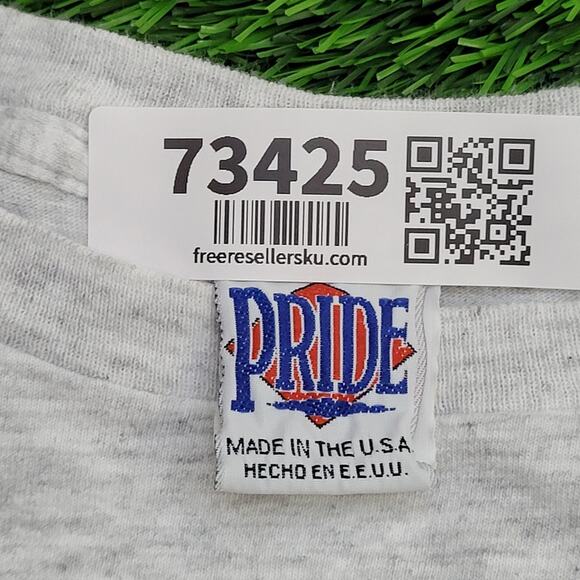 73425
freeresellersku.com
PRIDE
MADE IN THE U.S.A.
HECHO EN E.E.U.U.